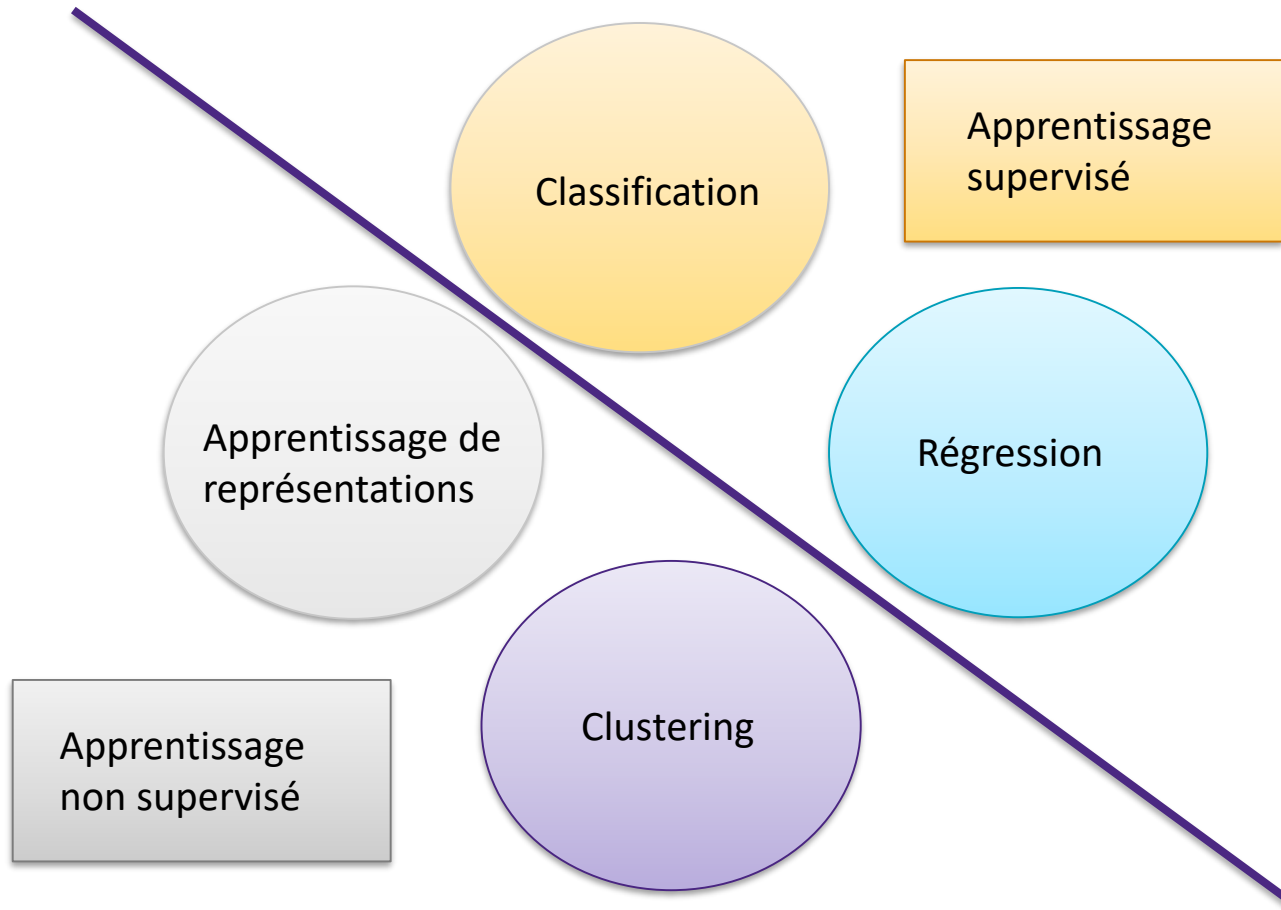 Classification
Apprentissage
supervisé
Apprentissage de
représentations
Régression
Clustering
Apprentissage
non supervisé